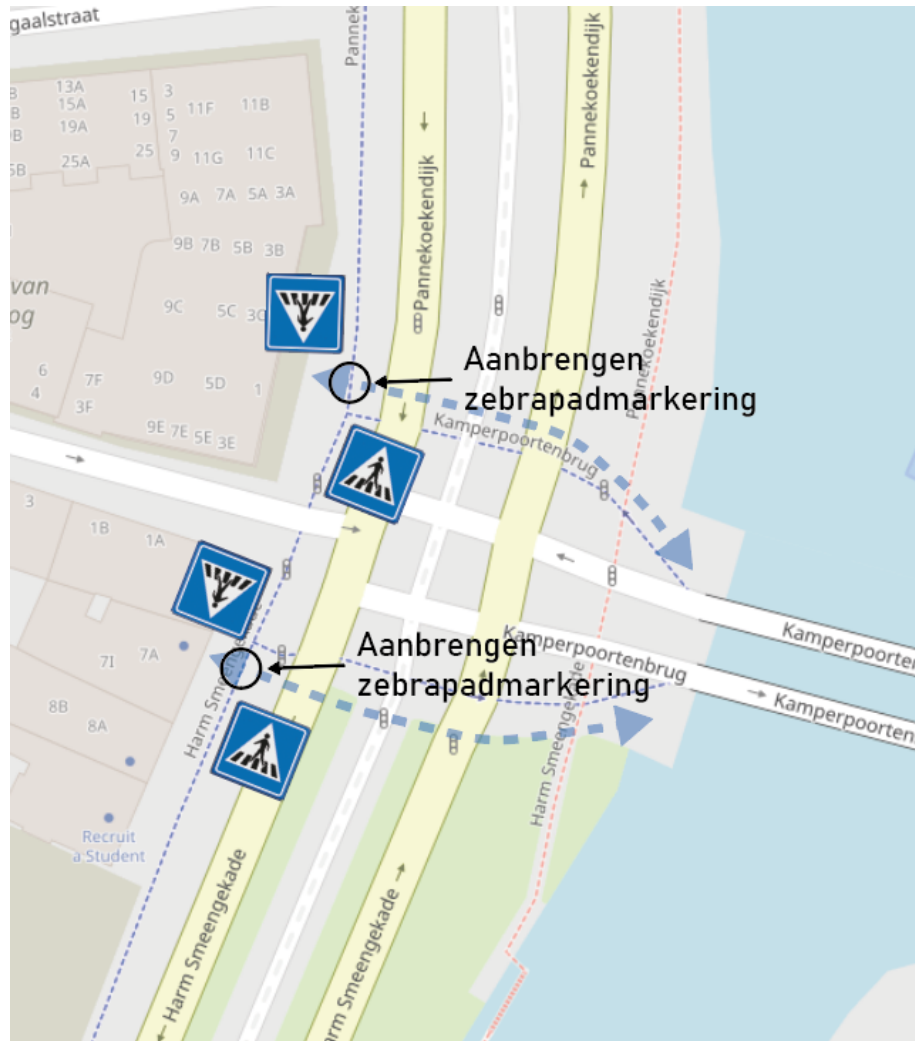 gaalstraat
Pannek
13A
15A
19A
25A
15
19
25
3
5
7
9
11F
11B
11G
11C
9A
7A
5A
3A
9B
7B
5B
3B
van
og
9C
5C
6
4
7F
9D
5D
1
3F
9E
7E
5E
3E
Pannekoekendijk
Pannekoekendijk
Pannekoekendijk
Pannekoekendijk
Aanbrengen
zebrapadmarkering
Kamperpoortenbrug
3
1B
1A
7I
7A
8B
8A
Aanbrengen
zebrapadmarkering
Kamperpoortenbrug
Kamperpoorten
Kamperpoortenb
Harm Smeengekade
Harm Smeengekade
Recruit
a Student
Harm Smeengekade
arm Smeengekade